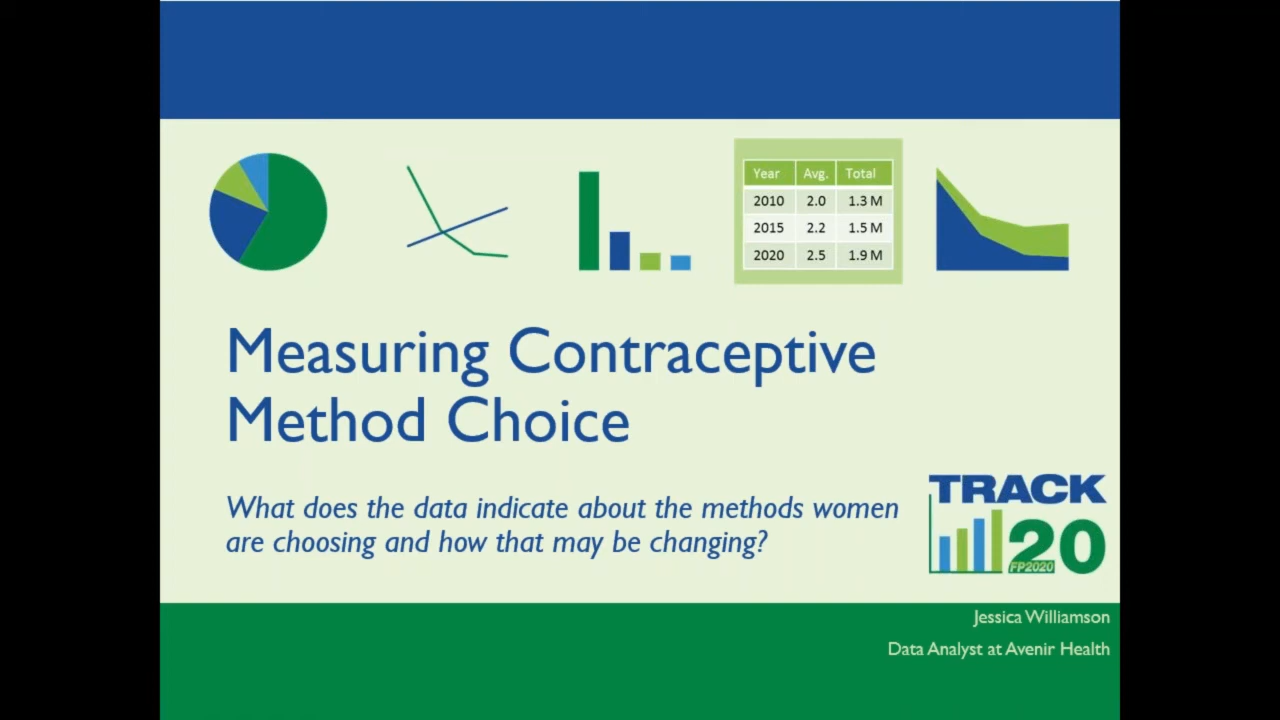 Year Avg. Total
2010 2.0 1.3 M
2015 2.2 1.5 M
2020 2.5 1.9 M
Measuring Contraceptive
Method Choice
What does the data indicate about the methods women
are choosing and how that may be changing?
TRACK
20
FP2020
Jessica Williamson
Data Analyst at Avenir Health